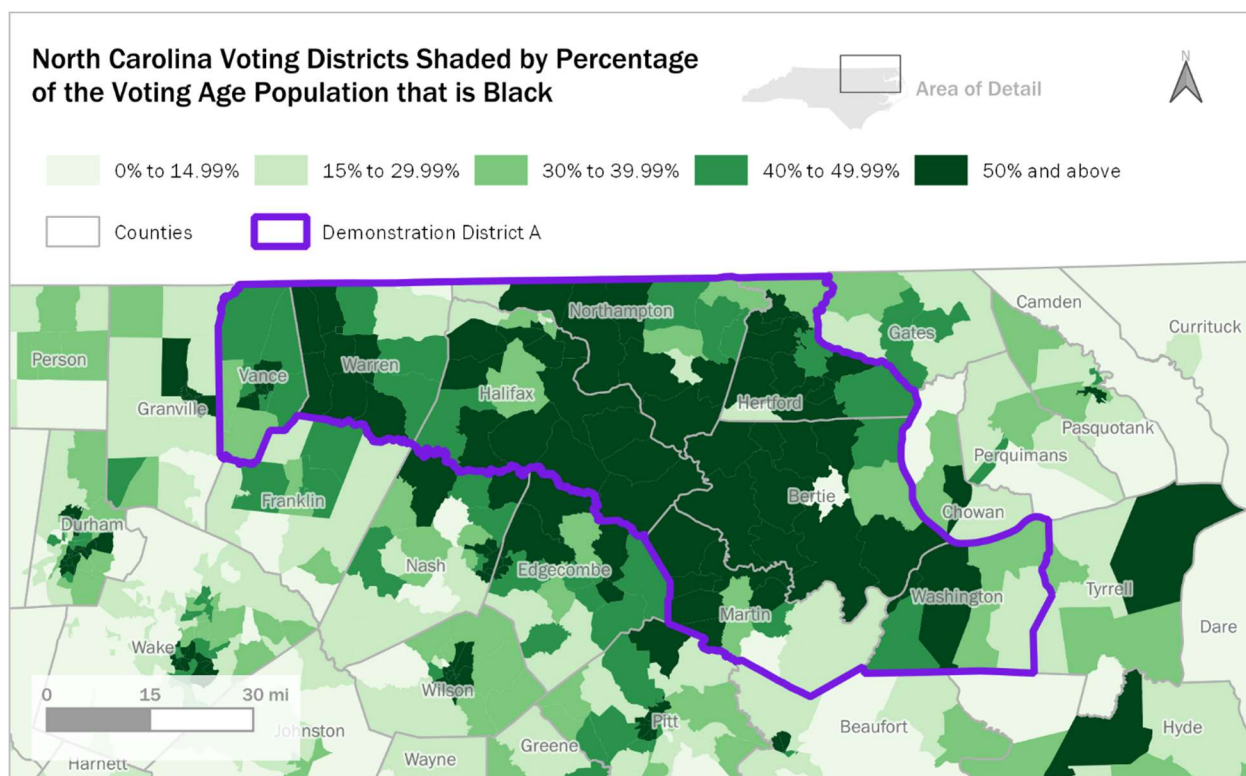 North Carolina Voting Districts Shaded by Percentage
of the Voting Age Population that is Black
N
Area of Detail
0% to 14.99%
15% to 29.99%
30% to 39.99%
40% to 49.99%
50% and above
Counties
Demonstration District A
Camden
Currituck
Northampton
Gates
Person
Vance
Warren
Halifax
Hertford
Granville
Pasquotank
Perquimans
Bertie
Franklin
Chowan
Durham
Nash
Edgecombe
Tyrrell
Washington
Martin
Dare
Wake
Wilson
0 15 30 mi
Pitt
Beaufort
Hyde
Johnston
Greene
Wayne
Harnett